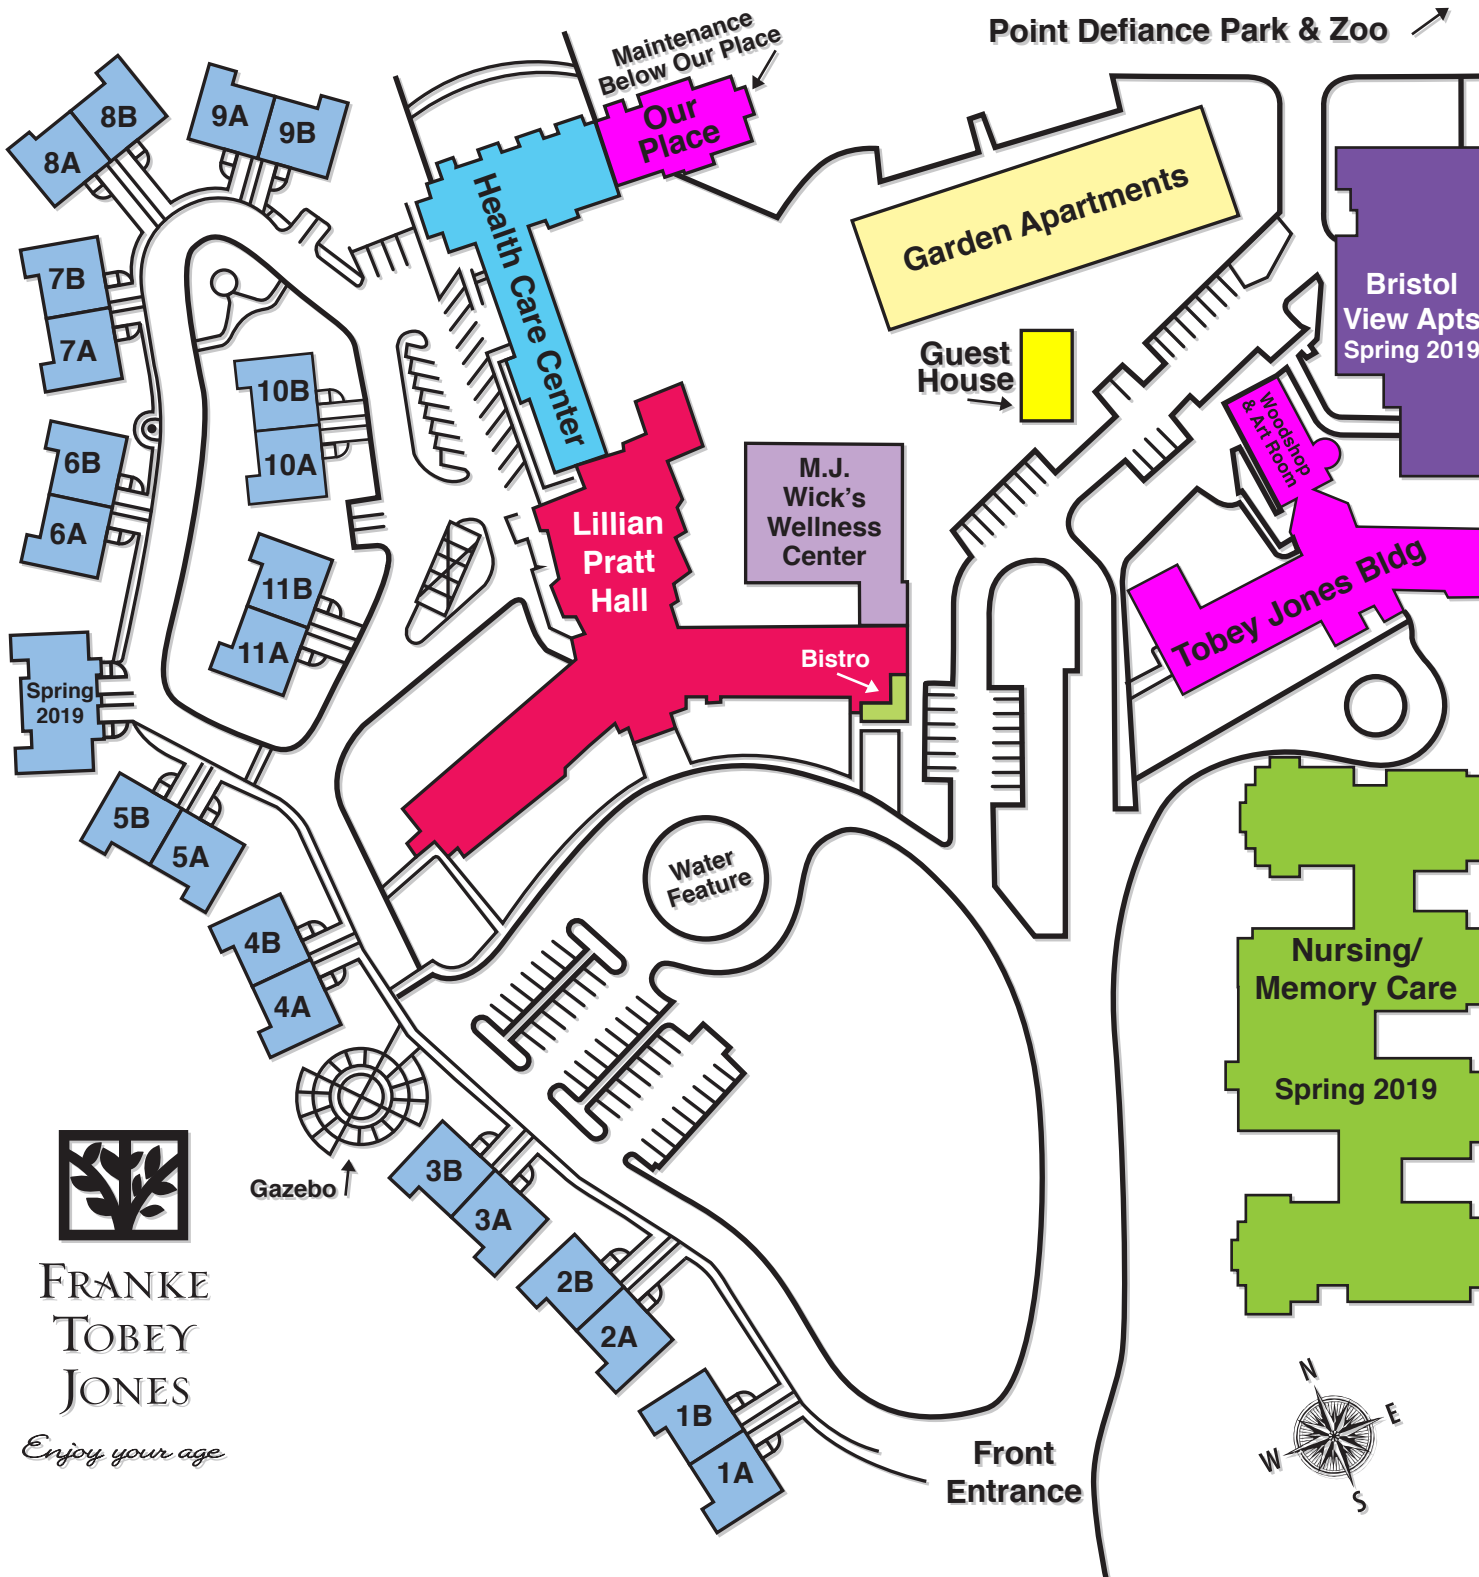 Point Defiance Park & Zoo
Maintenance
Below Our Place
Our
Place
8B
8A
9A
9B
Health Care Center
Garden Apartments
7B
7A
Bristol
View Apts
Spring 2019
Guest
House
10B
10A
Woodshop
& Art Room
6B
6A
M.J.
Wick's
Wellness
Center
Lillian
Pratt
Hall
11B
11A
Tobey Jones Bldg
Bistro
Spring
2019
5B
5A
Water
Feature
4B
4A
Nursing/
Memory Care
Spring 2019
Gazebo
3B
3A
2B
2A
1B
1A
Front
Entrance
FRANKE
TOBEY
JONES
Enjoy your age
N
E
W
S